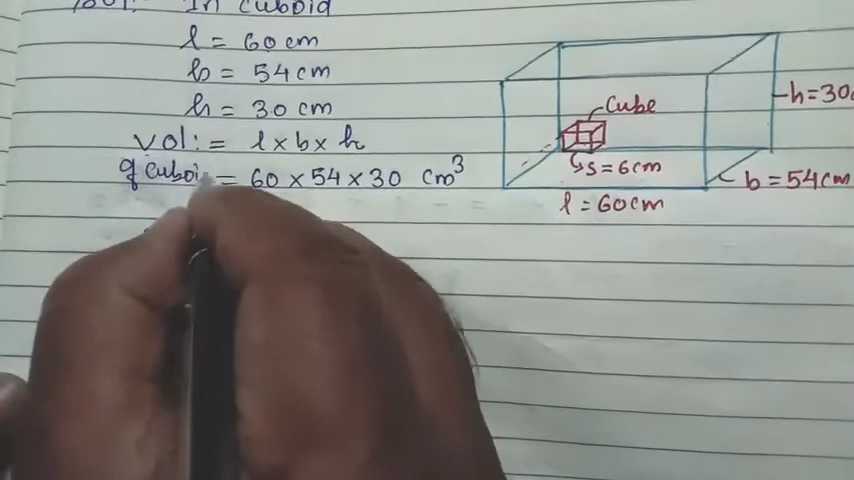 Sol: In cuboid
l = 60 cm
b = 54 cm
h = 30 cm
vol: = l × b × h
of cuboi = 60 × 54 × 30 cm³
Cube
h = 30
s = 6cm
b = 54cm
l = 60cm